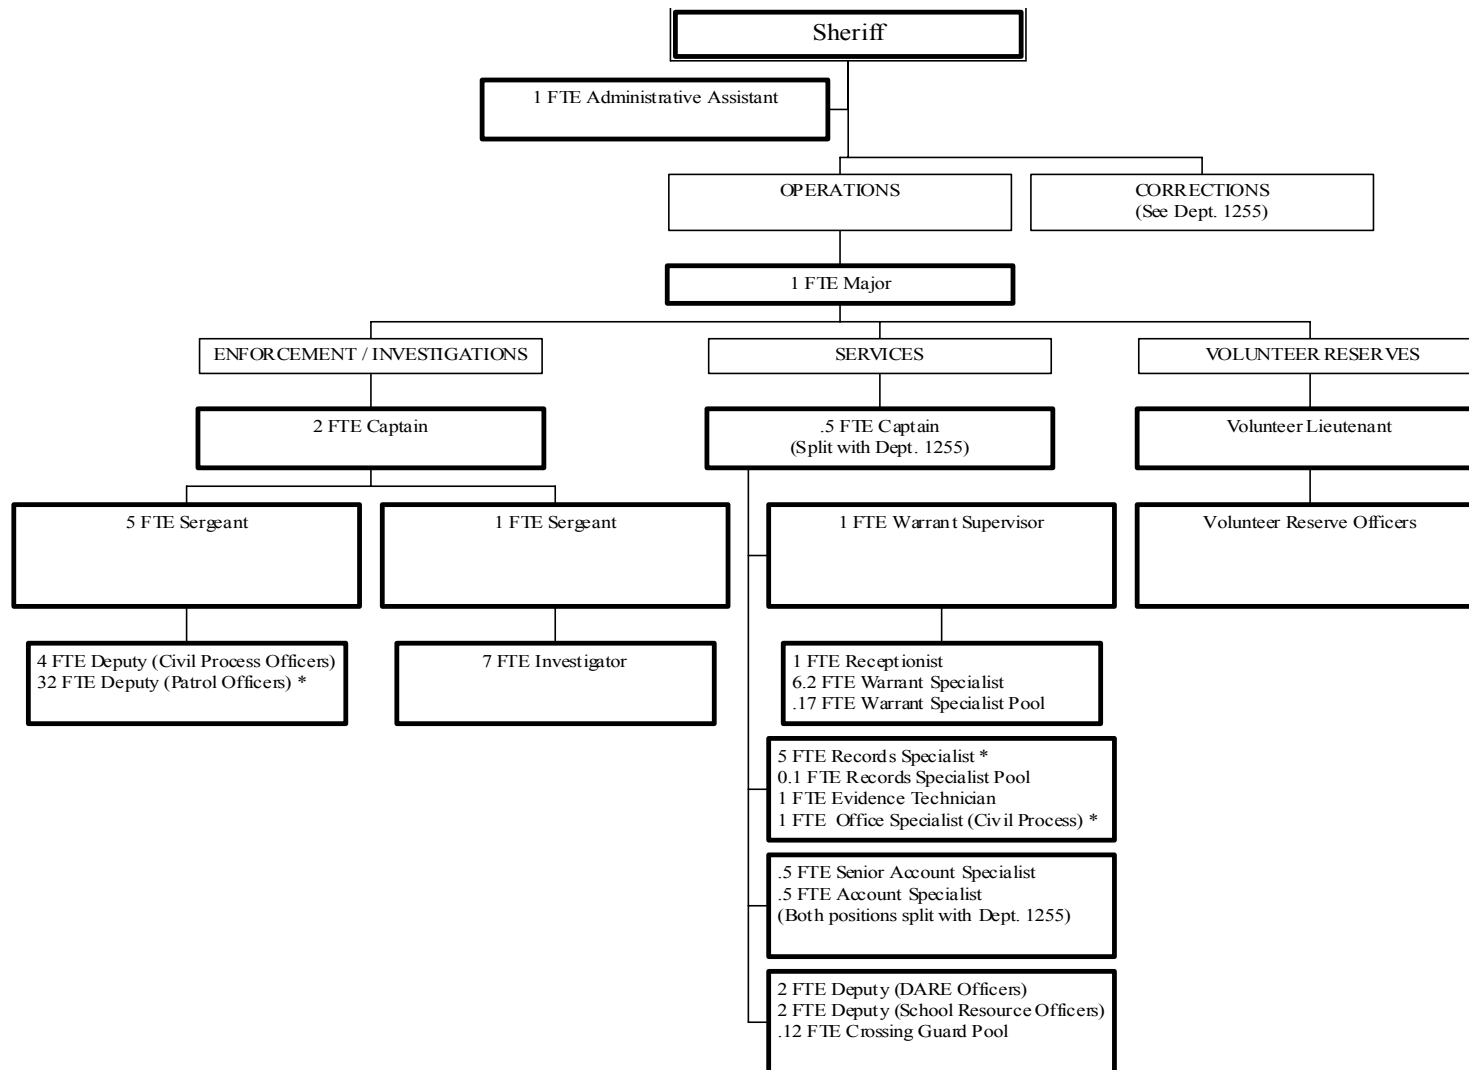 Sheriff
1 FTE Administrative Assistant
OPERATIONS
CORRECTIONS
(See Dept. 1255)
1 FTE Major
ENFORCEMENT / INVESTIGATIONS
SERVICES
VOLUNTEER RESERVES
2 FTE Captain
.5 FTE Captain
(Split with Dept. 1255)
Volunteer Lieutenant
5 FTE Sergeant
1 FTE Sergeant
1 FTE Warrant Supervisor
Volunteer Reserve Officers
4 FTE Deputy (Civil Process Officers)
32 FTE Deputy (Patrol Officers) *
7 FTE Investigator
1 FTE Receptionist
6.2 FTE Warrant Specialist
.17 FTE Warrant Specialist Pool
5 FTE Records Specialist *
0.1 FTE Records Specialist Pool
1 FTE Evidence Technician
1 FTE Office Specialist (Civil Process) *
.5 FTE Senior Account Specialist
.5 FTE Account Specialist
(Both positions split with Dept. 1255)
2 FTE Deputy (DARE Officers)
2 FTE Deputy (School Resource Officers)
.12 FTE Crossing Guard Pool